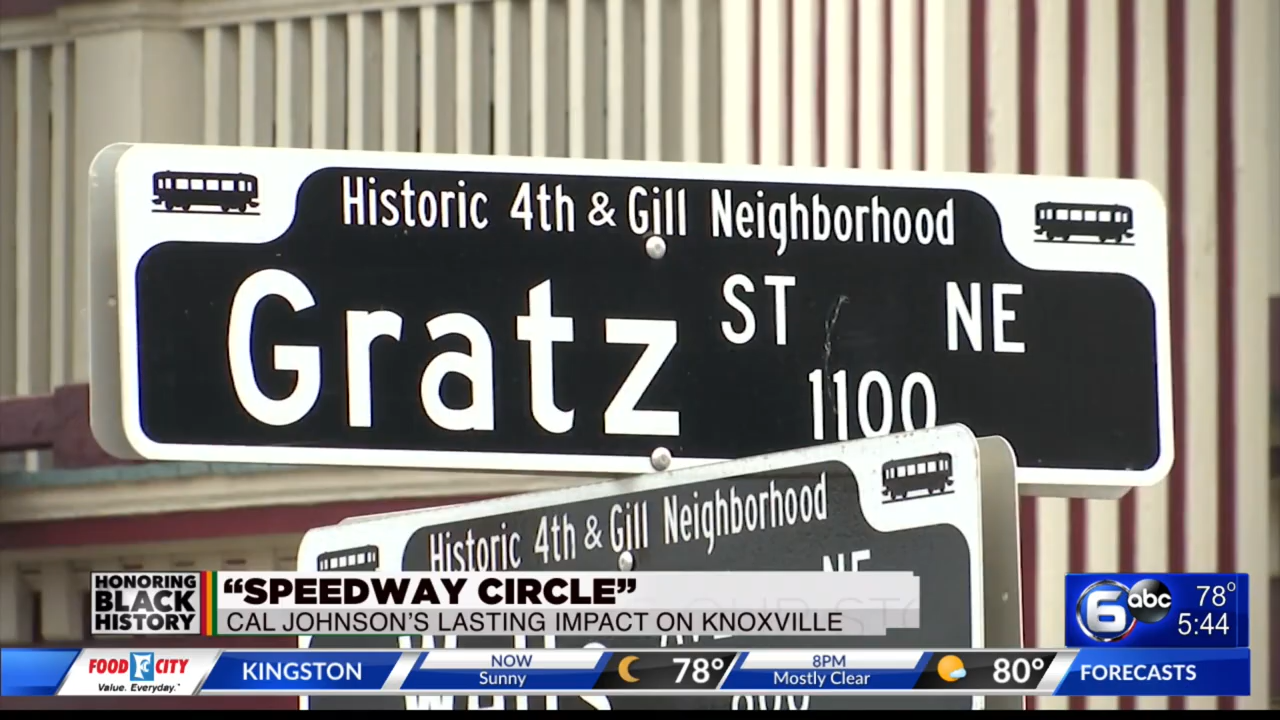 Historic 4th & Gill Neighborhood
Gratz ST NE
1100
Historic 4th & Gill Neighborhood
NE
HONORING
BLACK
HISTORY
"SPEEDWAY CIRCLE"
CAL JOHNSON'S LASTING IMPACT ON KNOXVILLE
6 abc
78°
5:44
FOOD CITY
Value. Everyday.
KINGSTON
NOW
Sunny
78°
8PM
Mostly Clear
80°
FORECASTS